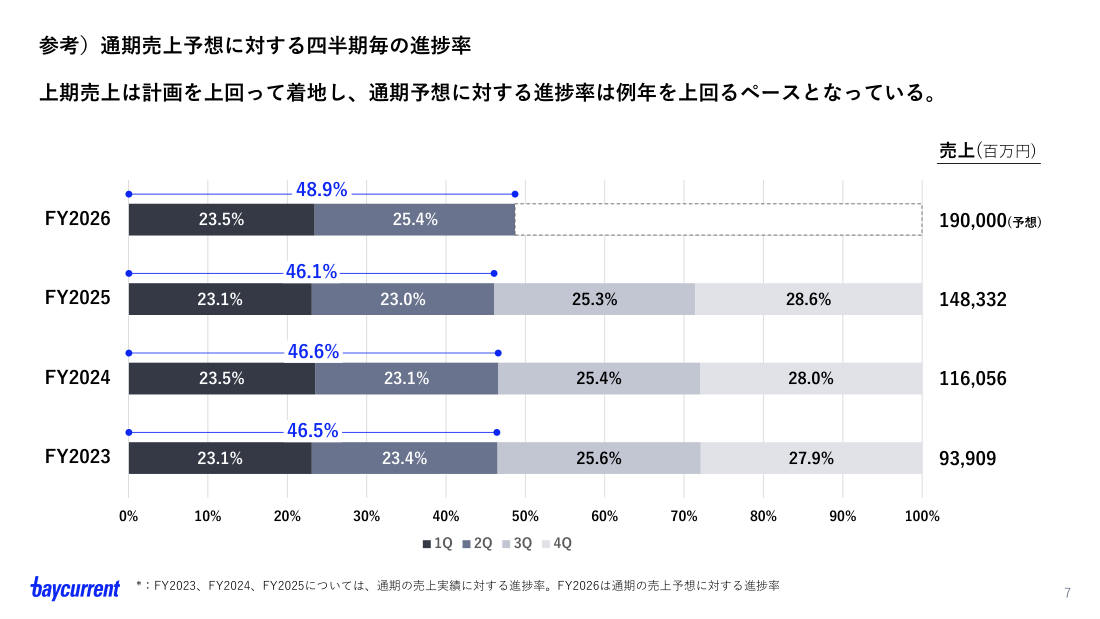 参考）通期売上予想に対する四半期毎の進捗率
上期売上は計画を上回って着地し、通期予想に対する進捗率は例年を上回るペースとなっている。
売上(百万円)
48.9%
FY2026 23.5% 25.4% 190,000(予想)
46.1%
FY2025 23.1% 23.0% 25.3% 28.6% 148,332
46.6%
FY2024 23.5% 23.1% 25.4% 28.0% 116,056
46.5%
FY2023 23.1% 23.4% 25.6% 27.9% 93,909
0% 10% 20% 30% 40% 50% 60% 70% 80% 90% 100%
1Q 2Q 3Q 4Q
baycurrent
*：FY2023、FY2024、FY2025については、通期の売上実績に対する進捗率。FY2026は通期の売上予想に対する進捗率
7